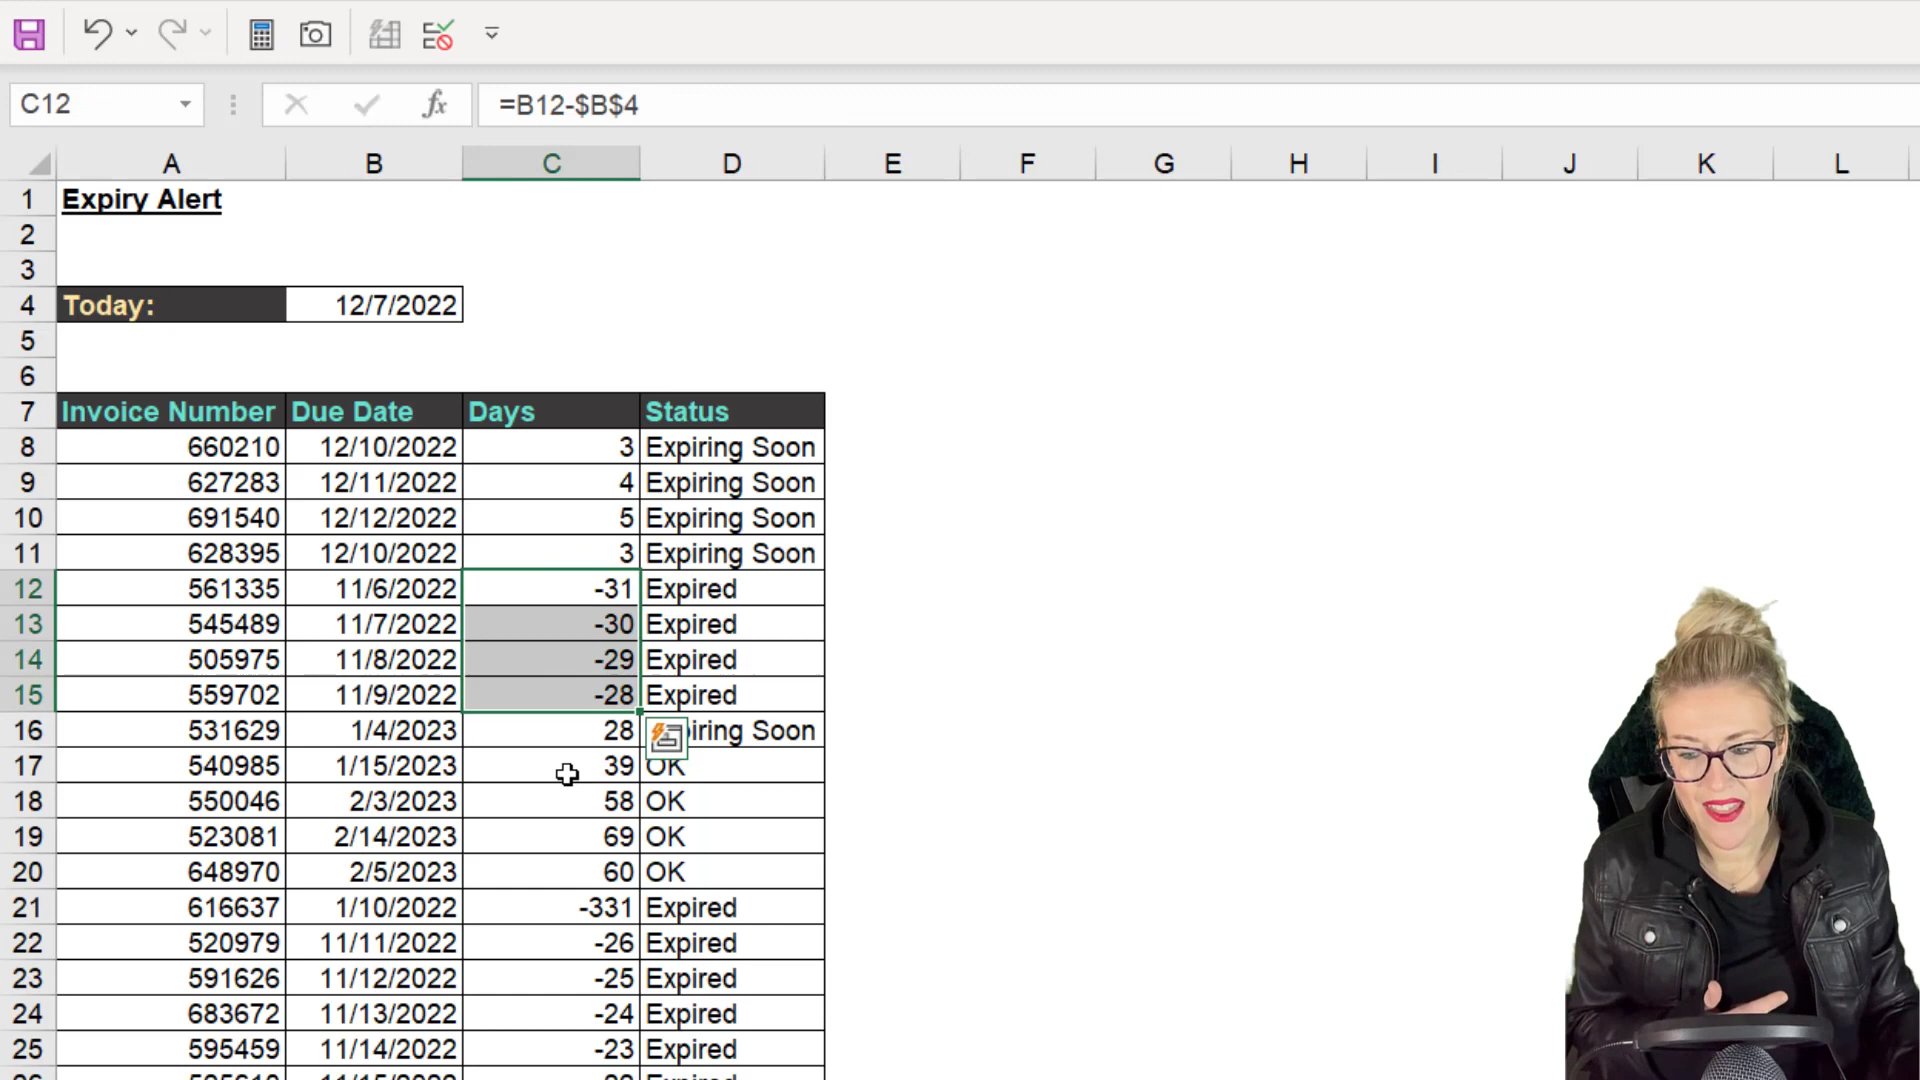 C12 fx =B12-$B$4
A B C D E F G H I J K L
1 Expiry Alert
2
3
4 Today: 12/7/2022
5
6
7 Invoice Number Due Date Days Status
8 660210 12/10/2022 3 Expiring Soon
9 627283 12/11/2022 4 Expiring Soon
10 691540 12/12/2022 5 Expiring Soon
11 628395 12/10/2022 3 Expiring Soon
12 561335 11/6/2022 -31 Expired
13 545489 11/7/2022 -30 Expired
14 505975 11/8/2022 -29 Expired
15 559702 11/9/2022 -28 Expired
16 531629 1/4/2023 28 piring Soon
17 540985 1/15/2023 39 OK
18 550046 2/3/2023 58 OK
19 523081 2/14/2023 69 OK
20 648970 2/5/2023 60 OK
21 616637 1/10/2022 -331 Expired
22 520979 11/11/2022 -26 Expired
23 591626 11/12/2022 -25 Expired
24 683672 11/13/2022 -24 Expired
25 595459 11/14/2022 -23 Expired